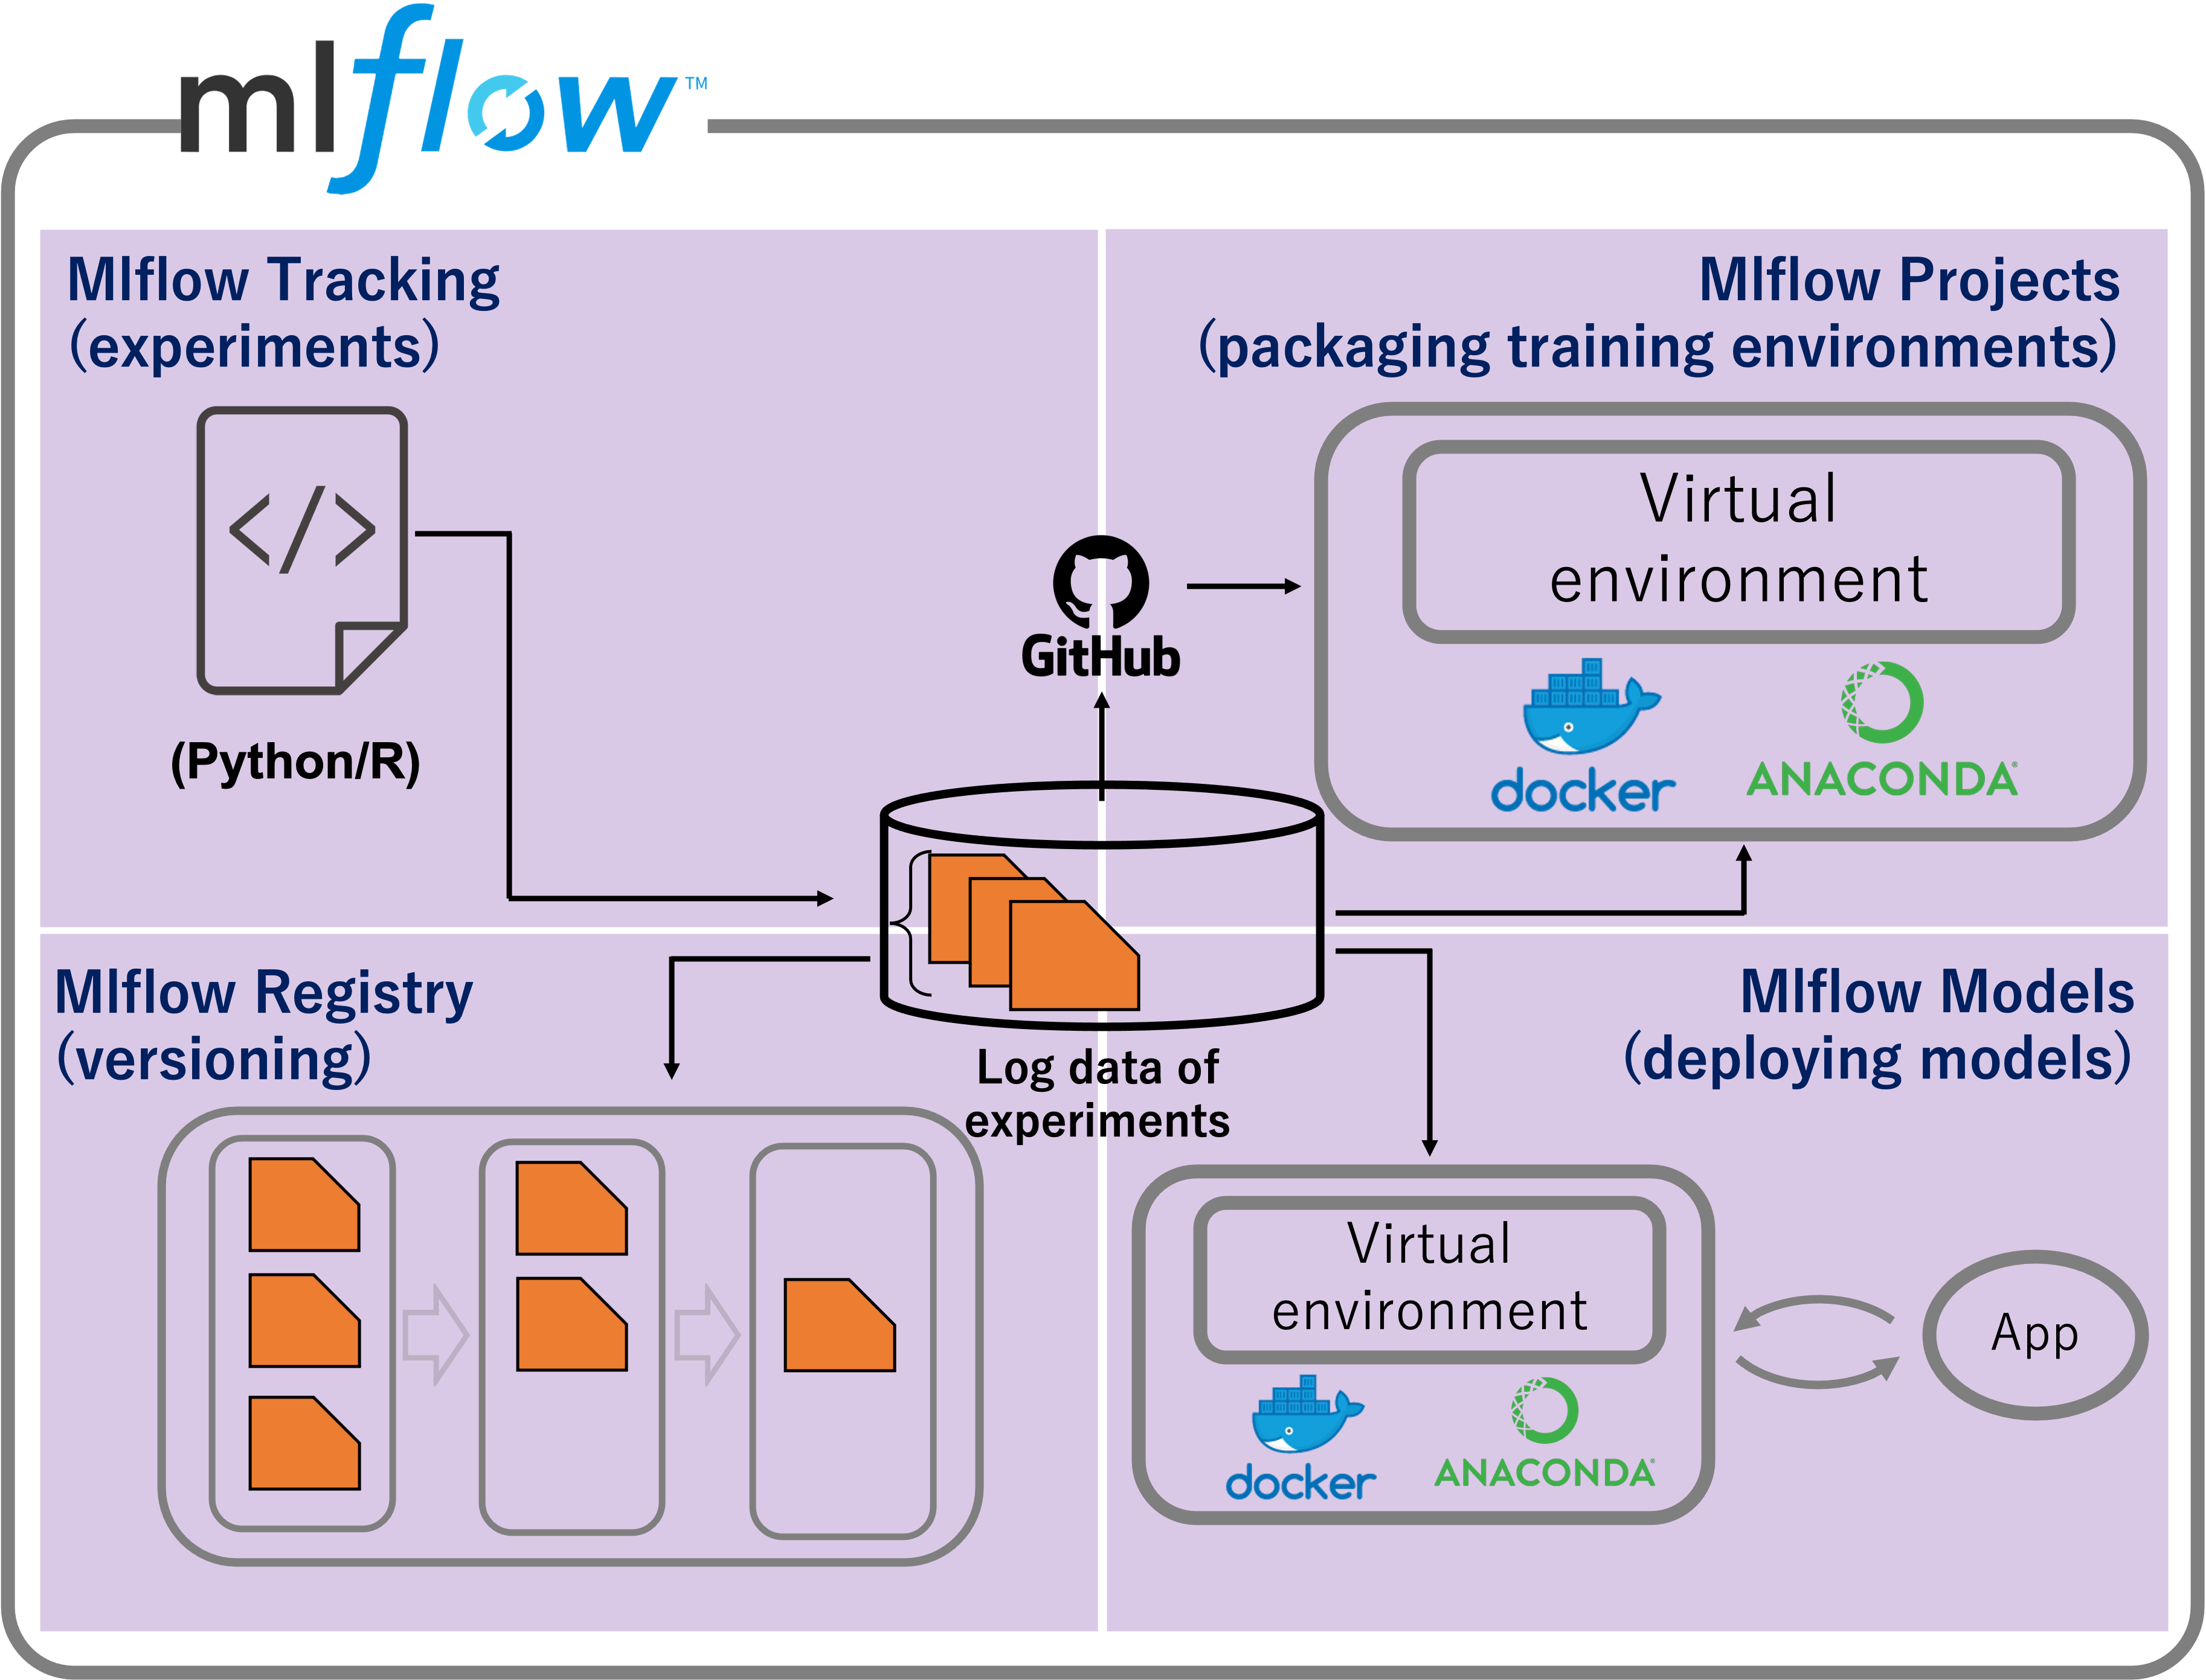 mlflow™
Mlflow Tracking
(experiments)
</>
(Python/R)
Mlflow Projects
(packaging training environments)
Virtual
environment
docker
ANACONDA®
GitHub
Log data of
experiments
Mlflow Registry
(versioning)
Mlflow Models
(deploying models)
Virtual
environment
docker
ANACONDA®
App